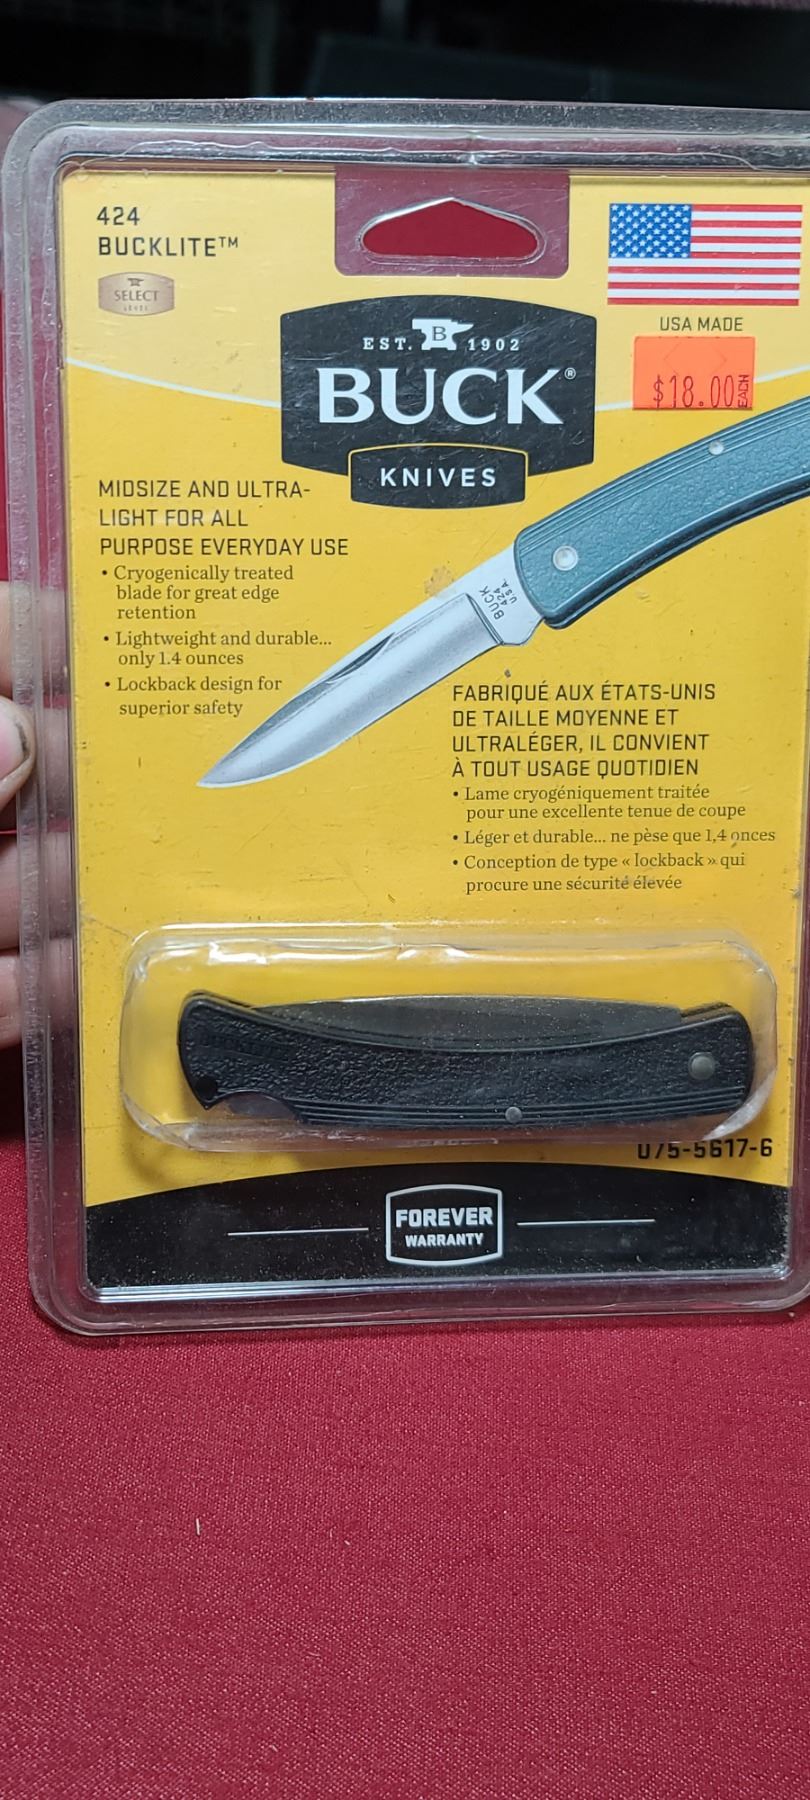 424
BUCKLITE™
SELECT
USA MADE
$18.00 EACH
EST. B 1902
BUCK®
KNIVES
MIDSIZE AND ULTRA-
LIGHT FOR ALL
PURPOSE EVERYDAY USE
• Cryogenically treated
blade for great edge
retention
• Lightweight and durable...
only 1.4 ounces
• Lockback design for
superior safety
BUCK
424
U.S.A.
FABRIQUÉ AUX ÉTATS-UNIS
DE TAILLE MOYENNE ET
ULTRALÉGER, IL CONVIENT
À TOUT USAGE QUOTIDIEN
• Lame cryogéniquement traitée
pour une excellente tenue de coupe
• Léger et durable... ne pèse que 1,4 onces
• Conception de type « lockback » qui
procure une sécurité élevée
075-5617-6
FOREVER
WARRANTY